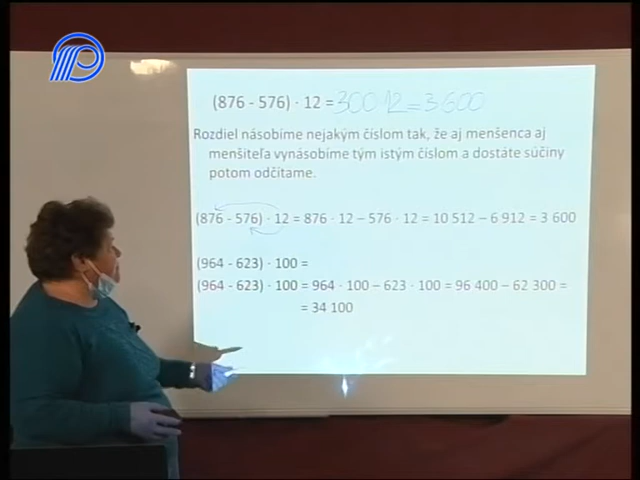 (876 - 576) · 12 = 300·12 = 3 600
Rozdiel násobíme nejakým číslom tak, že aj menšenca aj
menšiteľa vynásobíme tým istým číslom a dostáte súčiny
potom odčítame.
(876 - 576) · 12 = 876 · 12 – 576 · 12 = 10 512 – 6 912 = 3 600
(964 - 623) · 100 =
(964 - 623) · 100 = 964 · 100 – 623 · 100 = 96 400 – 62 300 =
= 34 100